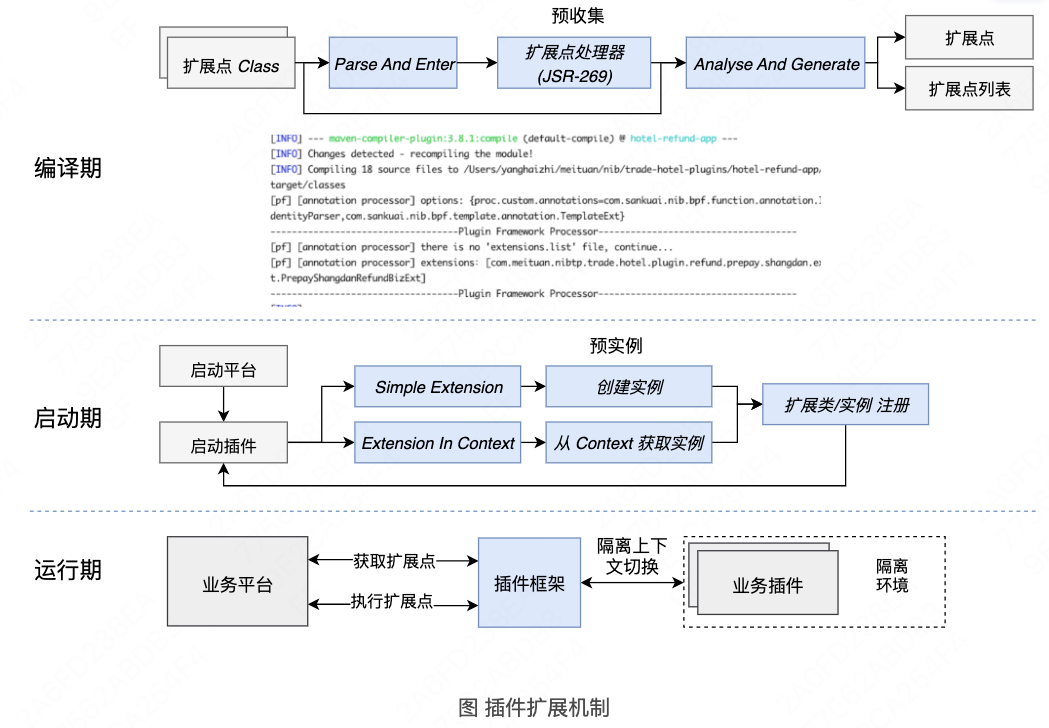 预收集
扩展点 Class
Parse And Enter
扩展点处理器
(JSR-269)
Analyse And Generate
扩展点
扩展点列表
编译期
[INFO] --- maven-compiler-plugin:3.8.1:compile (default-compile) @ hotel-refund-app ---
[INFO] Changes detected - recompiling the module!
[INFO] Compiling 18 source files to /Users/yanghaizhi/meituan/nib/trade-hotel-plugins/hotel-refund-app/
target/classes
[pf] [annotation processor] options: {proc.custom.annotations=com.sankuai.nib.bpf.function.annotation.I
dentityParser,com.sankuai.nib.bpf.template.annotation.TemplateExt}
-----------------------------------Plugin Framework Processor-------------------------------------
[pf] [annotation processor] there is no 'extensions.list' file, continue...
[pf] [annotation processor] extensions: [com.meituan.nibtp.trade.hotel.plugin.refund.prepay.shangdan.ex
t.PrepayShangdanRefundBizExt]
-----------------------------------Plugin Framework Processor-------------------------------------
预实例
启动平台
Simple Extension
创建实例
扩展类/实例 注册
启动期
启动插件
Extension In Context
从 Context 获取实例
运行期
业务平台
获取扩展点
执行扩展点
插件框架
隔离上下
文切换
业务插件
隔离
环境
图 插件扩展机制